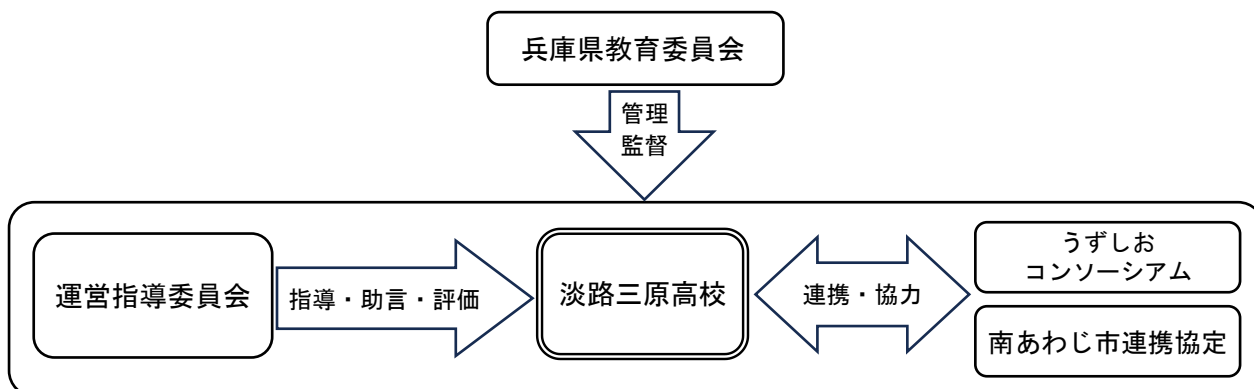 兵庫県教育委員会
管理
監督
運営指導委員会
指導・助言・評価
淡路三原高校
連携・協力
うずしお
コンソーシアム
南あわじ市連携協定